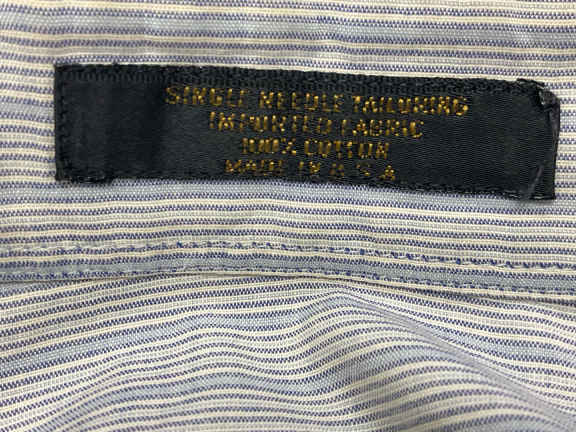 SINGLE NEEDLE TAILORING
IMPORTED FABRIC
100% COTTON
MADE IN U.S.A.